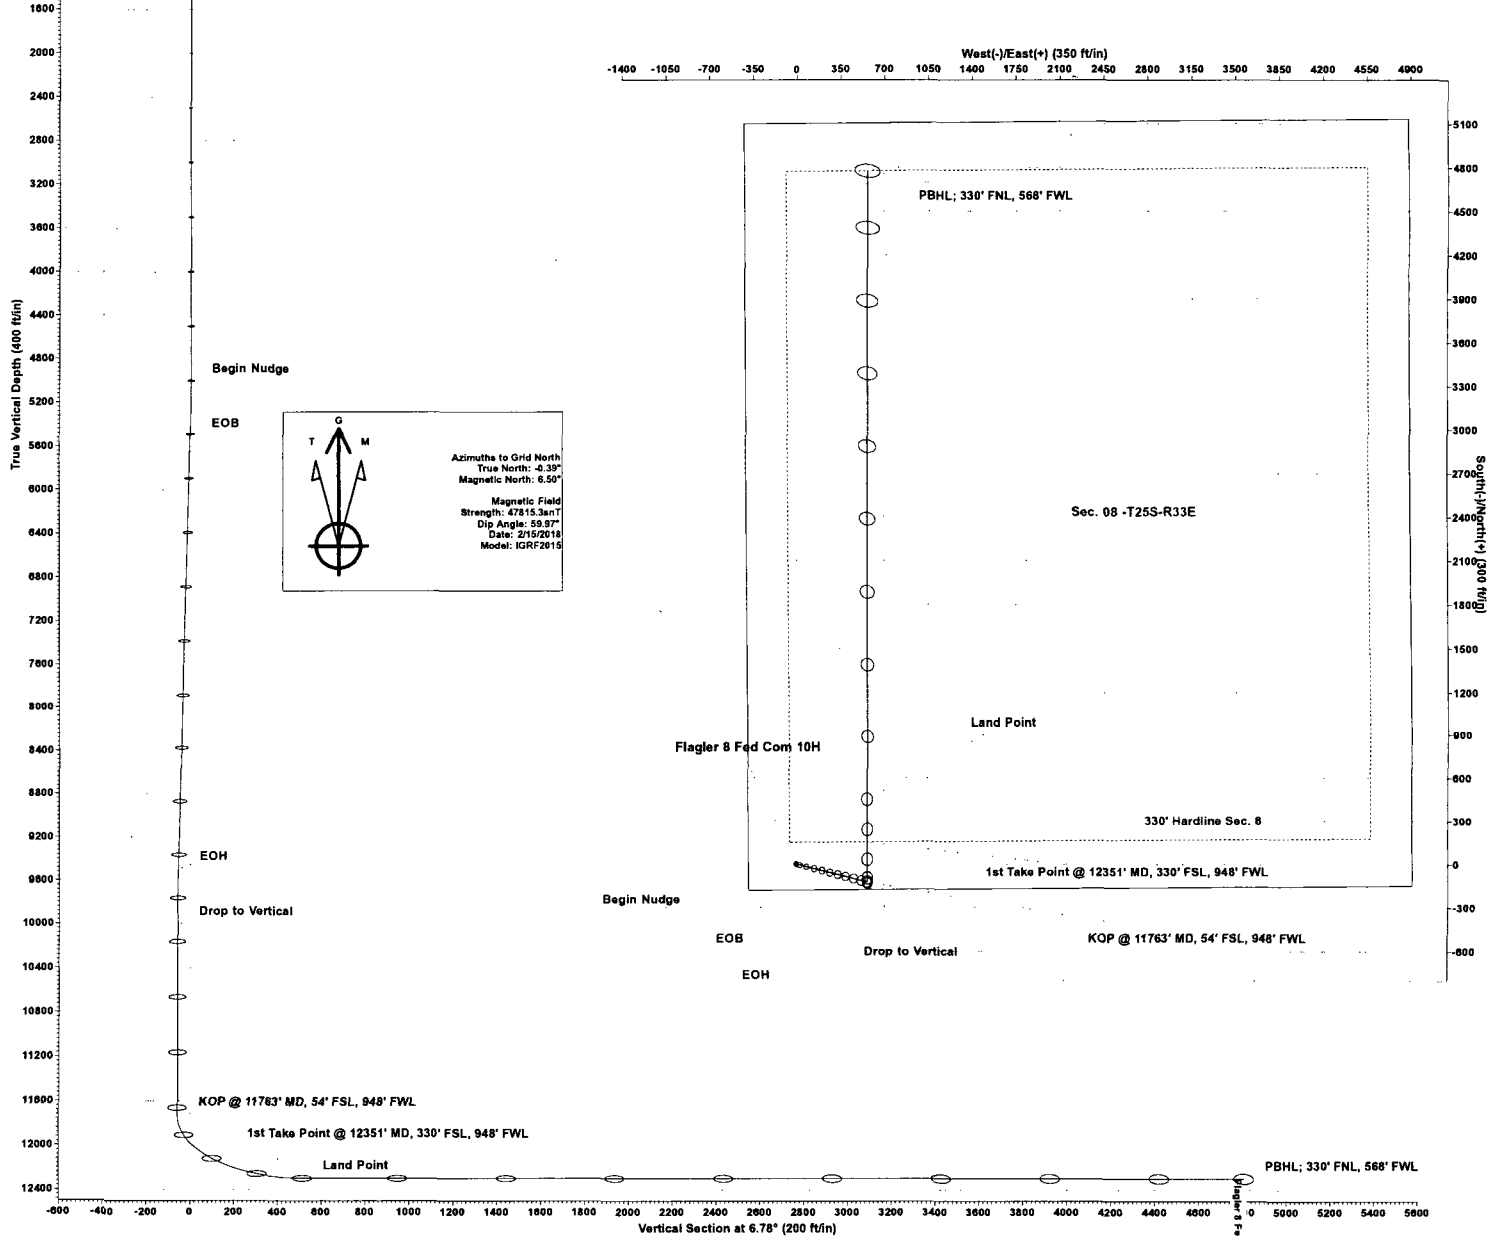 1600
2000
2400
2800
3200
3600
4000
4400
4800
5200
5600
6000
6400
6800
7200
7600
8000
8400
8800
9200
9600
10000
10400
10800
11200
11600
12000
12400
True Vertical Depth (400 ft/in)
Begin Nudge
EOB
EOH
Drop to Vertical
KOP @ 11763' MD, 54' FSL, 948' FWL
1st Take Point @ 12351' MD, 330' FSL, 948' FWL
Land Point
PBHL; 330' FNL, 568' FWL
-600 -400 -200 0 200 400 600 800 1000 1200 1400 1600 1800 2000 2200 2400 2600 2800 3000 3200 3400 3600 3800 4000 4200 4400 4600 0 5000 5200 5400 5600
Vertical Section at 6.78° (200 ft/in)
Flagler 8 Fe
G
T M
Azimuths to Grid North
True North: -0.39°
Magnetic North: 6.50°
Magnetic Field
Strength: 47815.3snT
Dip Angle: 59.97°
Date: 2/15/2018
Model: IGRF2015
West(-)/East(+) (350 ft/in)
-1400 -1050 -700 -350 0 350 700 1050 1400 1750 2100 2450 2800 3150 3500 3850 4200 4550 4900
PBHL; 330' FNL, 568' FWL
Sec. 08 -T25S-R33E
Land Point
Flagler 8 Fed Com 10H
330' Hardline Sec. 8
1st Take Point @ 12351' MD, 330' FSL, 948' FWL
Begin Nudge
EOB
KOP @ 11763' MD, 54' FSL, 948' FWL
Drop to Vertical
EOH
5100
4800
4500
4200
3900
3600
3300
3000
2700
2400
2100
1800
1500
1200
900
600
300
0
-300
-600
South(-)/North(+) (300 ft/in)